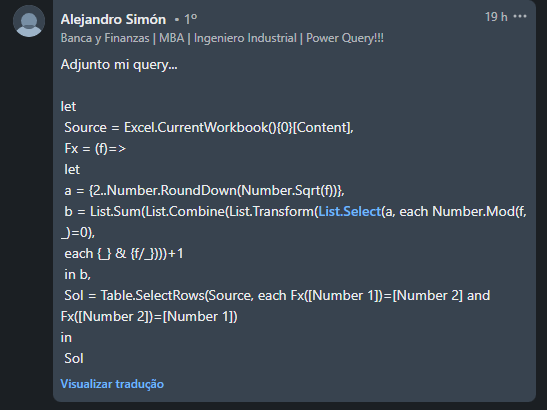 Alejandro Simón • 1º
19 h •••
Banca y Finanzas | MBA | Ingeniero Industrial | Power Query!!!
Adjunto mi query...
let
Source = Excel.CurrentWorkbook(){0}[Content],
Fx = (f)=>
let
a = {2..Number.RoundDown(Number.Sqrt(f))},
b = List.Sum(List.Combine(List.Transform(List.Select(a, each Number.Mod(f,
_)=0),
each {_} & {f/_})))+1
in b,
Sol = Table.SelectRows(Source, each Fx([Number 1])=[Number 2] and
Fx([Number 2])=[Number 1])
in
Sol
Visualizar tradução